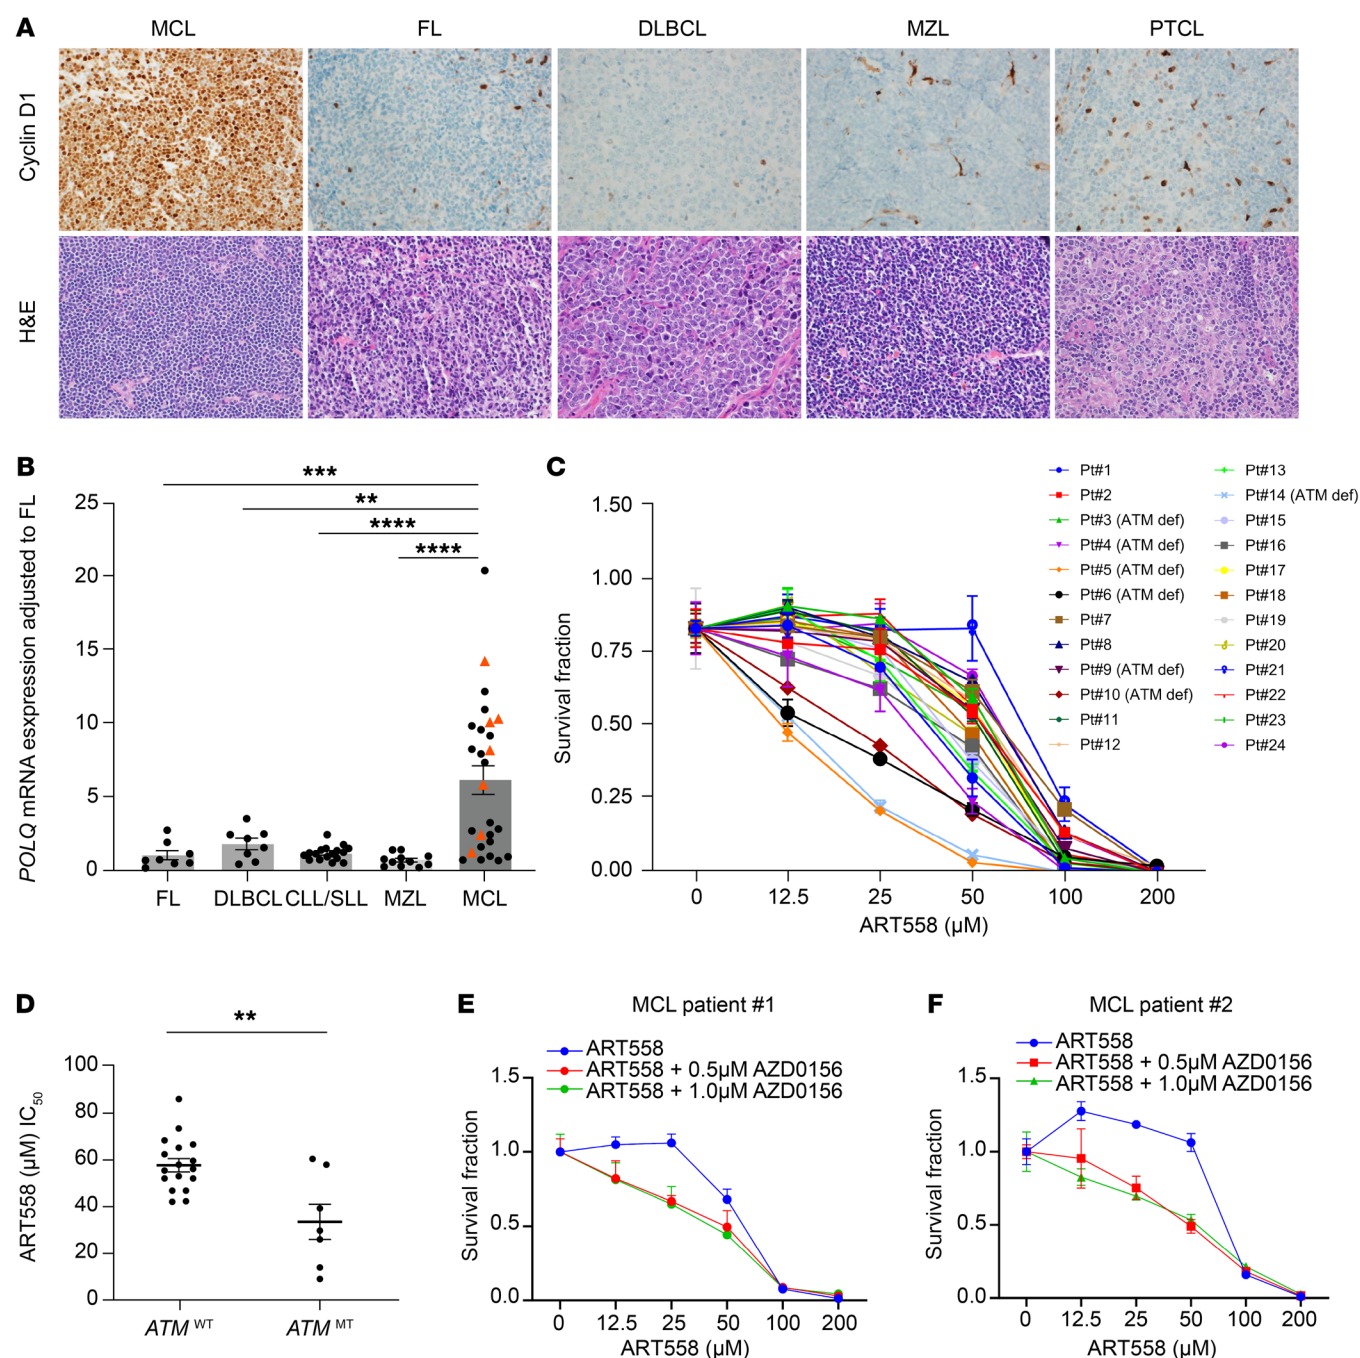 A
MCL FL DLBCL MZL PTCL
Cyclin D1
H&E
B
POLQ mRNA expression adjusted to FL
25
20
15
10
5
0
***
**
****
****
FL DLBCL CLL/SLL MZL MCL
C
Survival fraction
1.50
1.00
0.75
0.50
0.25
0.00
0 12.5 25 50 100 200
ART558 (µM)
Pt#1
Pt#2
Pt#3 (ATM def)
Pt#4 (ATM def)
Pt#5 (ATM def)
Pt#6 (ATM def)
Pt#7
Pt#8
Pt#9 (ATM def)
Pt#10 (ATM def)
Pt#11
Pt#12
Pt#13
Pt#14 (ATM def)
Pt#15
Pt#16
Pt#17
Pt#18
Pt#19
Pt#20
Pt#21
Pt#22
Pt#23
Pt#24
D
**
ART558 (µM) IC50
100
80
60
40
20
0
ATM WT ATM MT
E
MCL patient #1
ART558
ART558 + 0.5µM AZD0156
ART558 + 1.0µM AZD0156
Survival fraction
1.5
1.0
0.5
0.0
0 12.5 25 50 100 200
ART558 (µM)
F
MCL patient #2
ART558
ART558 + 0.5µM AZD0156
ART558 + 1.0µM AZD0156
Survival fraction
1.5
1.0
0.5
0.0
0 12.5 25 50 100 200
ART558 (µM)